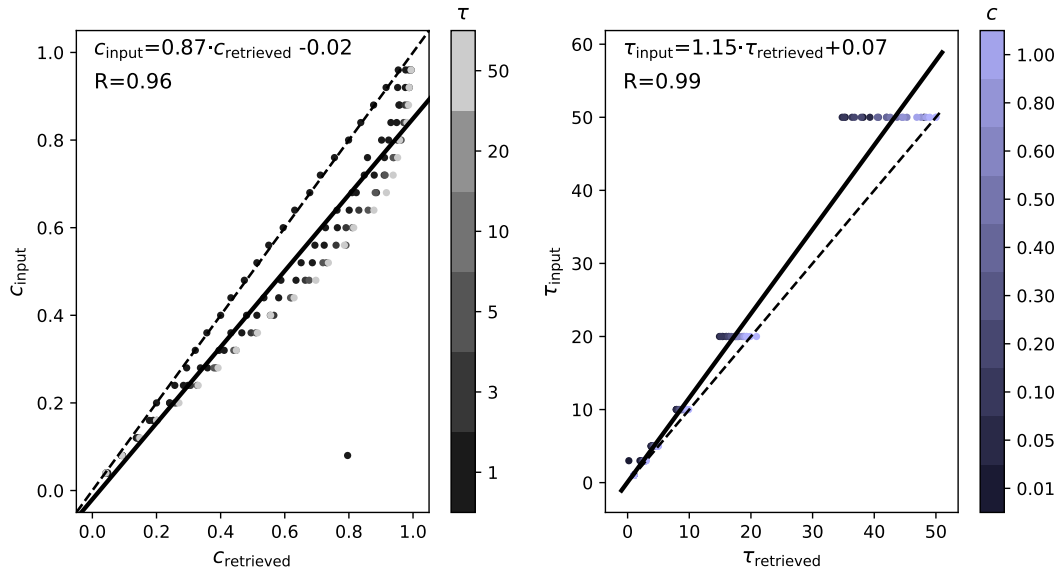 τ
c
c_input=0.87·c_retrieved -0.02
R=0.96
τ_input=1.15·τ_retrieved+0.07
R=0.99
1.0
0.8
0.6
0.4
0.2
0.0
c_input
0.0 0.2 0.4 0.6 0.8 1.0
c_retrieved
50
20
10
5
3
1
60
50
40
30
20
10
0
τ_input
0 10 20 30 40 50
τ_retrieved
1.00
0.80
0.60
0.40
0.30
0.20
0.10
0.05
0.01